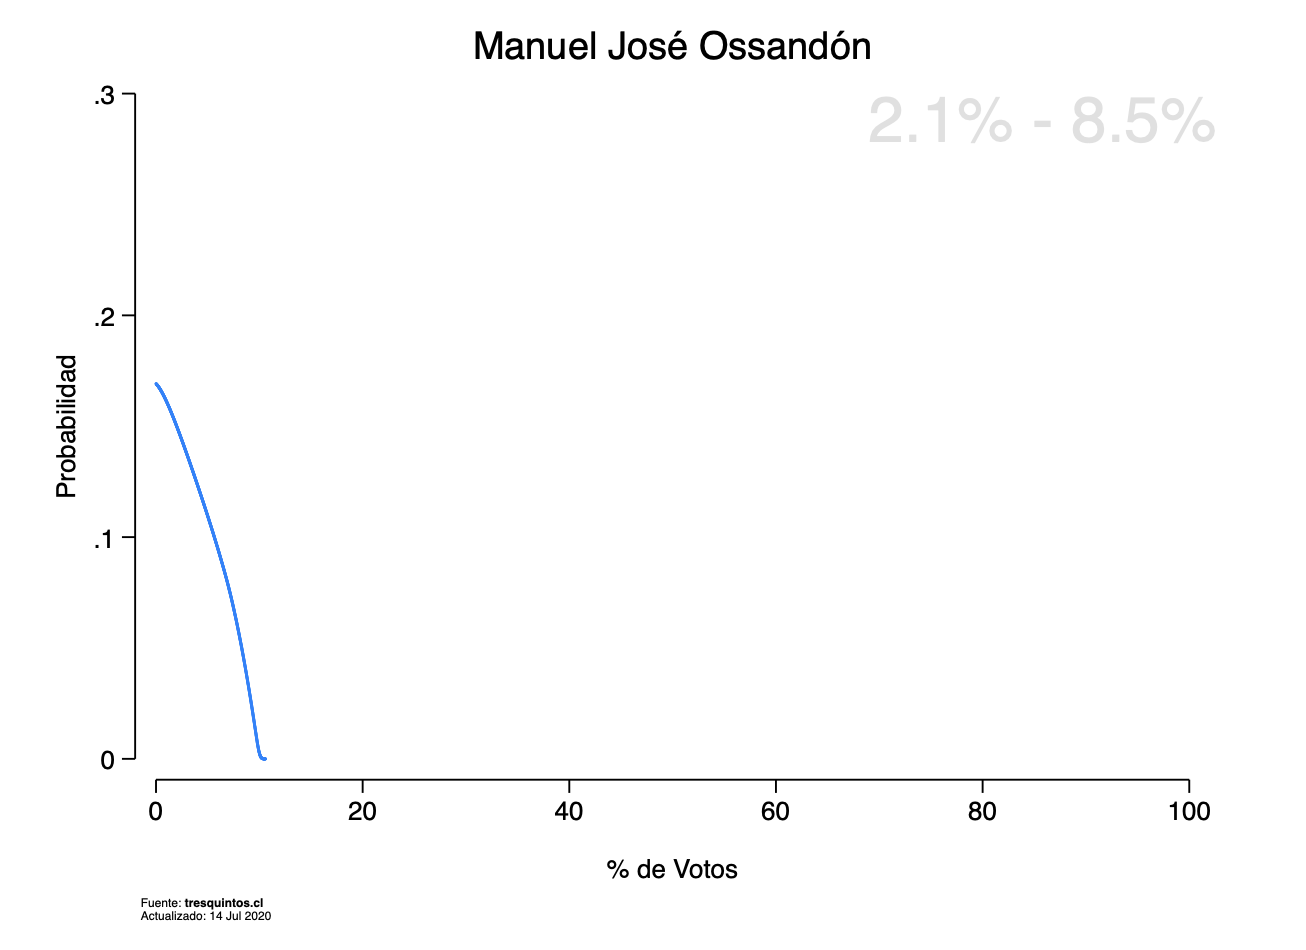 Manuel José Ossandón
2.1% - 8.5%
.3
.2
.1
0
Probabilidad
0 20 40 60 80 100
% de Votos
Fuente: tresquintos.cl
Actualizado: 14 Jul 2020